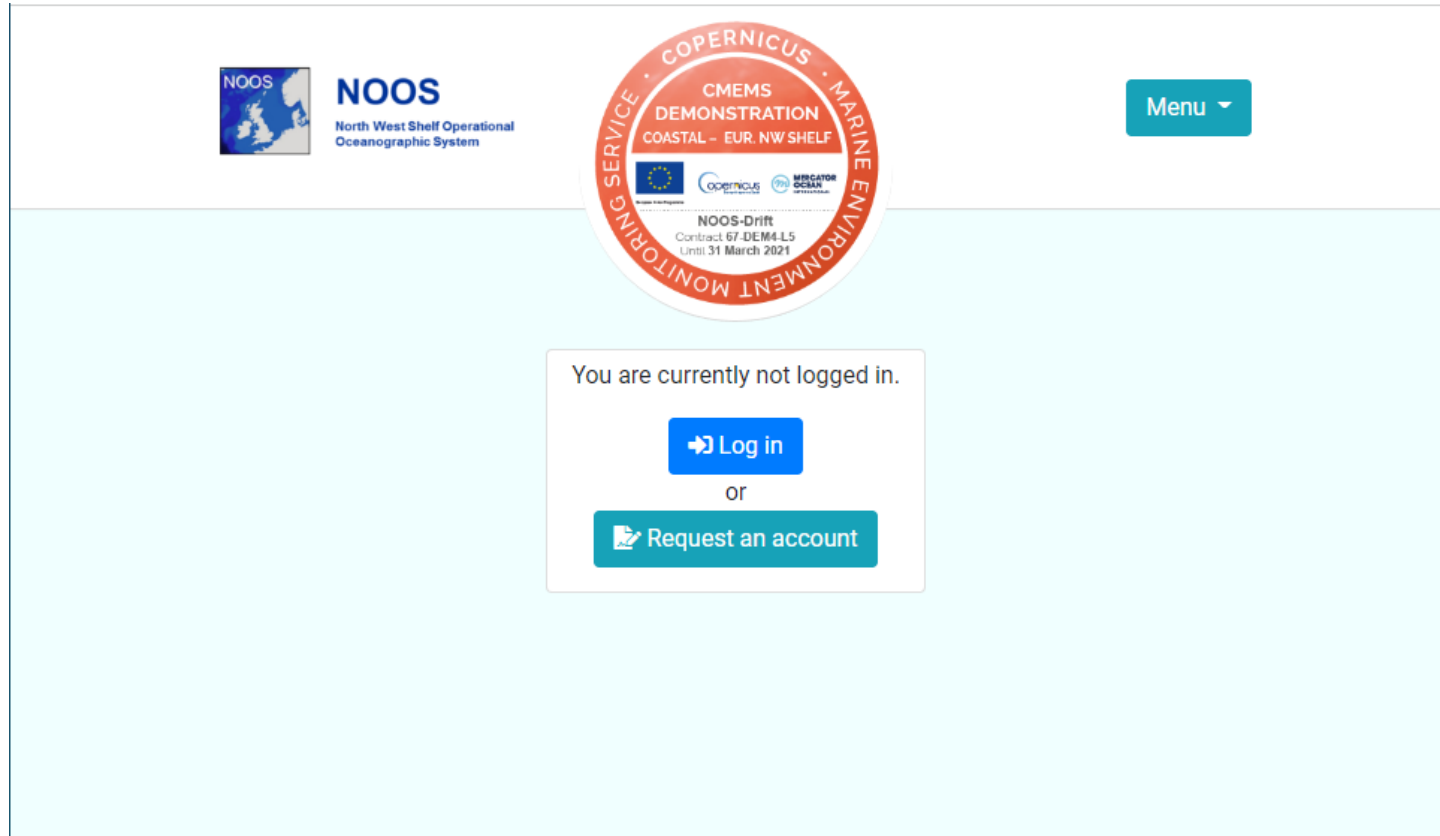 NOOS
NOOS
North West Shelf Operational
Oceanographic System
COPERNICUS · MARINE ENVIRONMENT MONITORING SERVICE ·
CMEMS
DEMONSTRATION
COASTAL – EUR. NW SHELF
Copernicus
MERCATOR
OCEAN
NOOS-Drift
Contract 67-DEM4-L5
Until 31 March 2021
Menu
You are currently not logged in.
Log in
or
Request an account